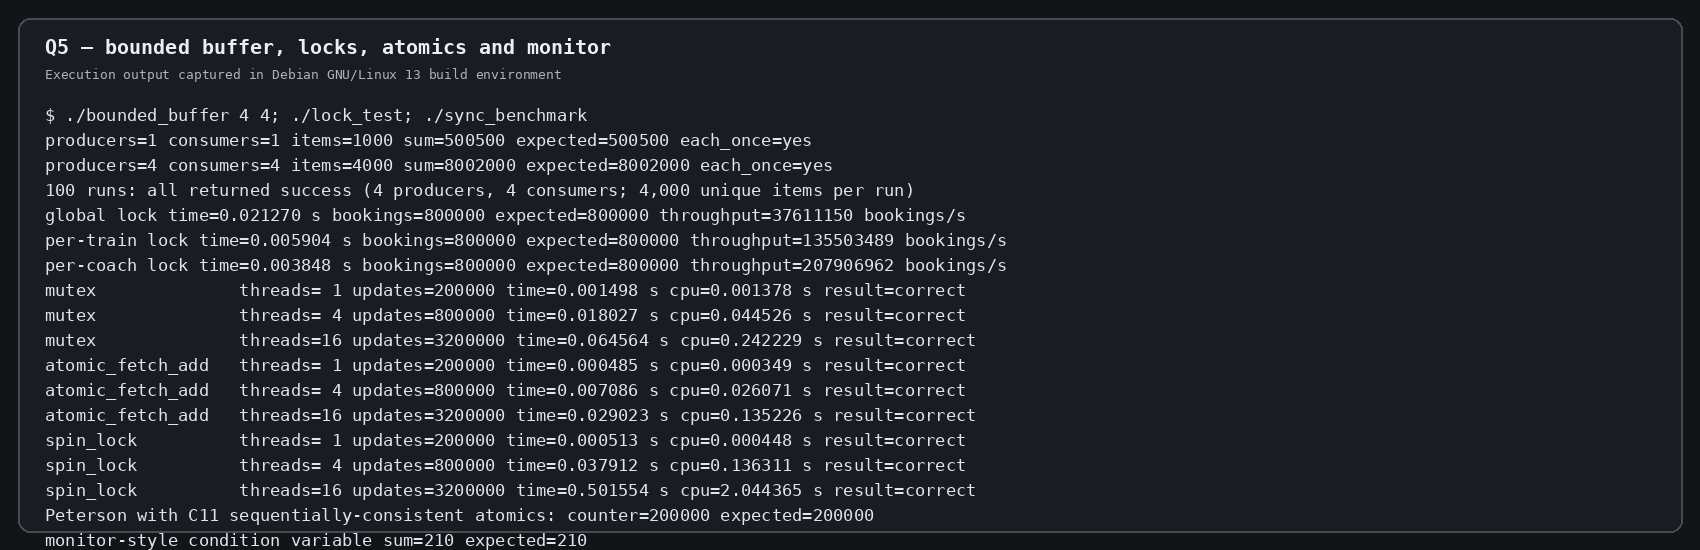 Q5 — bounded buffer, locks, atomics and monitor
Execution output captured in Debian GNU/Linux 13 build environment
$ ./bounded_buffer 4 4; ./lock_test; ./sync_benchmark
producers=1 consumers=1 items=1000 sum=500500 expected=500500 each_once=yes
producers=4 consumers=4 items=4000 sum=8002000 expected=8002000 each_once=yes
100 runs: all returned success (4 producers, 4 consumers; 4,000 unique items per run)
global lock time=0.021270 s bookings=800000 expected=800000 throughput=37611150 bookings/s
per-train lock time=0.005904 s bookings=800000 expected=800000 throughput=135503489 bookings/s
per-coach lock time=0.003848 s bookings=800000 expected=800000 throughput=207906962 bookings/s
mutex              threads= 1 updates=200000 time=0.001498 s cpu=0.001378 s result=correct
mutex              threads= 4 updates=800000 time=0.018027 s cpu=0.044526 s result=correct
mutex              threads=16 updates=3200000 time=0.064564 s cpu=0.242229 s result=correct
atomic_fetch_add   threads= 1 updates=200000 time=0.000485 s cpu=0.000349 s result=correct
atomic_fetch_add   threads= 4 updates=800000 time=0.007086 s cpu=0.026071 s result=correct
atomic_fetch_add   threads=16 updates=3200000 time=0.029023 s cpu=0.135226 s result=correct
spin_lock          threads= 1 updates=200000 time=0.000513 s cpu=0.000448 s result=correct
spin_lock          threads= 4 updates=800000 time=0.037912 s cpu=0.136311 s result=correct
spin_lock          threads=16 updates=3200000 time=0.501554 s cpu=2.044365 s result=correct
Peterson with C11 sequentially-consistent atomics: counter=200000 expected=200000
monitor-style condition variable sum=210 expected=210